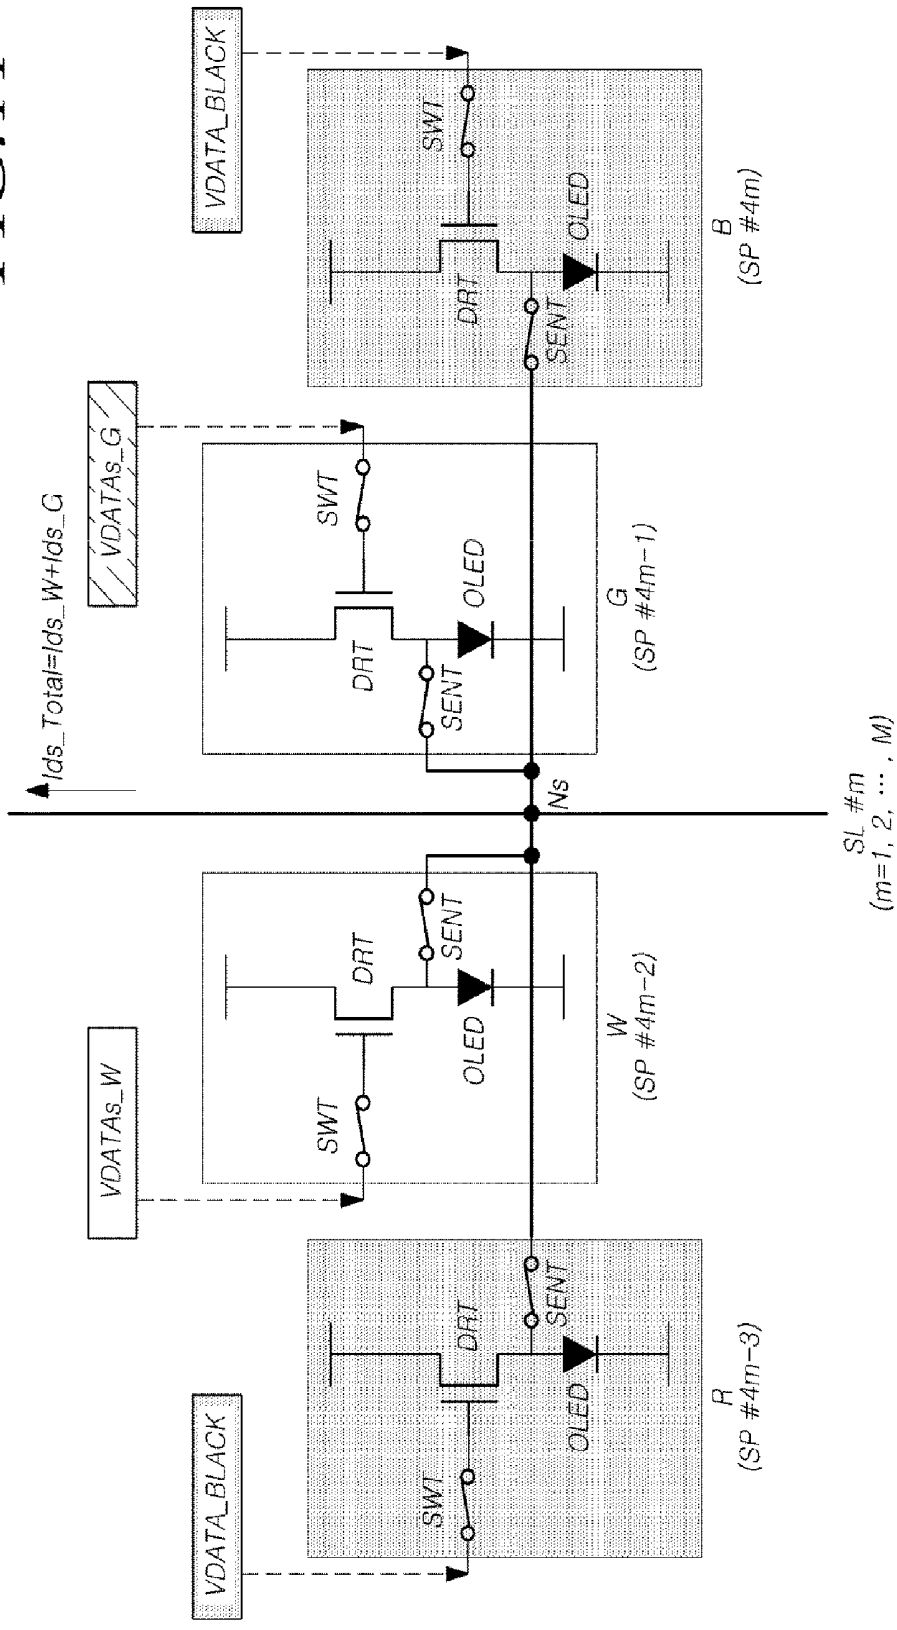 Ids_Total=Ids_W+Ids_G
VDATAs_W
VDATAs_G
VDATA_BLACK
VDATA_BLACK
SWT
DRT
DRT
SWT
SWT
DRT
OLED
SENT
SENT
OLED
DRT
SWT
OLED
SENT
Ns
SENT
OLED
W
(SP #4m-2)
G
(SP #4m-1)
R
(SP #4m-3)
B
(SP #4m)
SL #m
(m=1, 2, ··· , M)